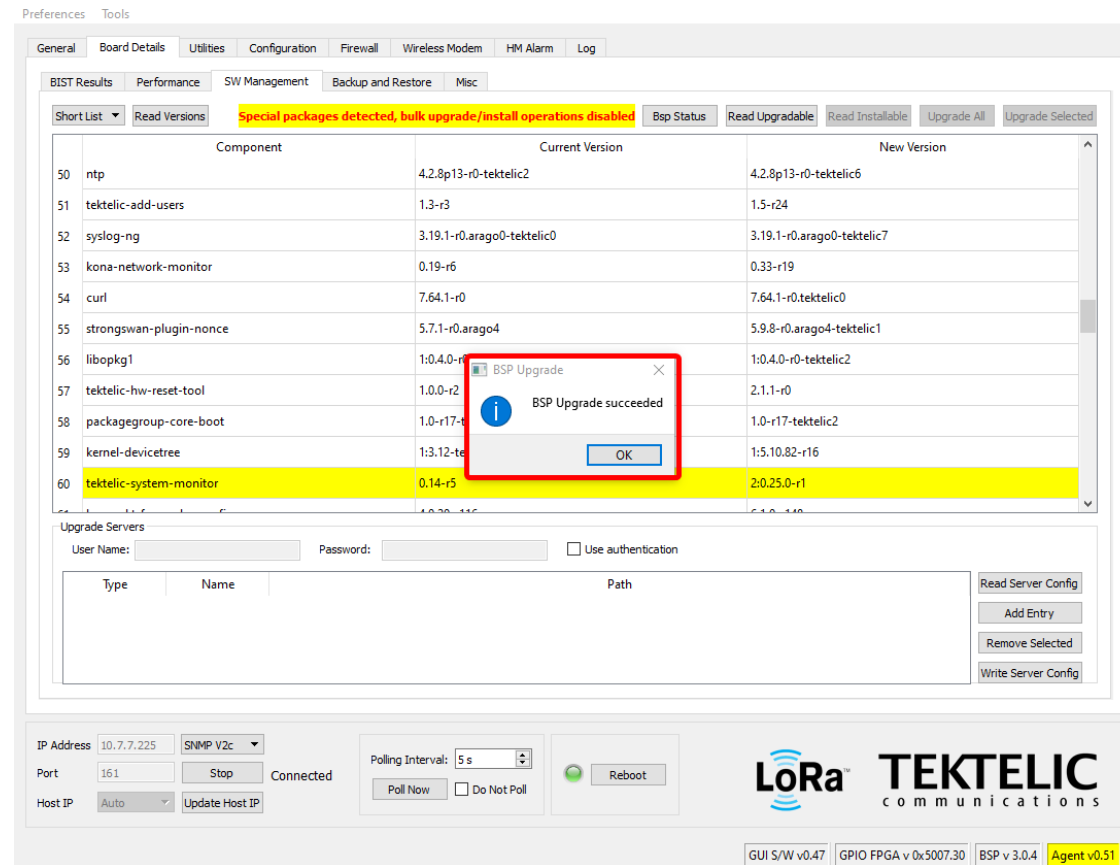 Preferences Tools
General Board Details Utilities Configuration Firewall Wireless Modem HM Alarm Log
BIST Results Performance SW Management Backup and Restore Misc
Short List Read Versions Special packages detected, bulk upgrade/install operations disabled Bsp Status Read Upgradable Read Installable Upgrade All Upgrade Selected
Component Current Version New Version
50 ntp 4.2.8p13-r0-tektelic2 4.2.8p13-r0-tektelic6
51 tektelic-add-users 1.3-r3 1.5-r24
52 syslog-ng 3.19.1-r0.arago0-tektelic0 3.19.1-r0.arago0-tektelic7
53 kona-network-monitor 0.19-r6 0.33-r19
54 curl 7.64.1-r0 7.64.1-r0.tektelic0
55 strongswan-plugin-nonce 5.7.1-r0.arago4 5.9.8-r0.arago4-tektelic1
56 libopkg1 1:0.4.0-r 1:0.4.0-r0-tektelic2
BSP Upgrade
57 tektelic-hw-reset-tool 1.0.0-r2 2.1.1-r0
BSP Upgrade succeeded
58 packagegroup-core-boot 1.0-r17-t 1.0-r17-tektelic2
59 kernel-devicetree 1:3.12-te 1:5.10.82-r16
OK
60 tektelic-system-monitor 0.14-r5 2:0.25.0-r1
Upgrade Servers
User Name: Password: Use authentication
Type Name Path
Read Server Config
Add Entry
Remove Selected
Write Server Config
IP Address 10.7.7.225 SNMP V2c
Port 161 Stop Connected
Host IP Auto Update Host IP
Polling Interval: 5 s
Poll Now Do Not Poll
Reboot
LoRa™ TEKTELIC
communications
GUI S/W v0.47 GPIO FPGA v 0x5007.30 BSP v 3.0.4 Agent v0.51